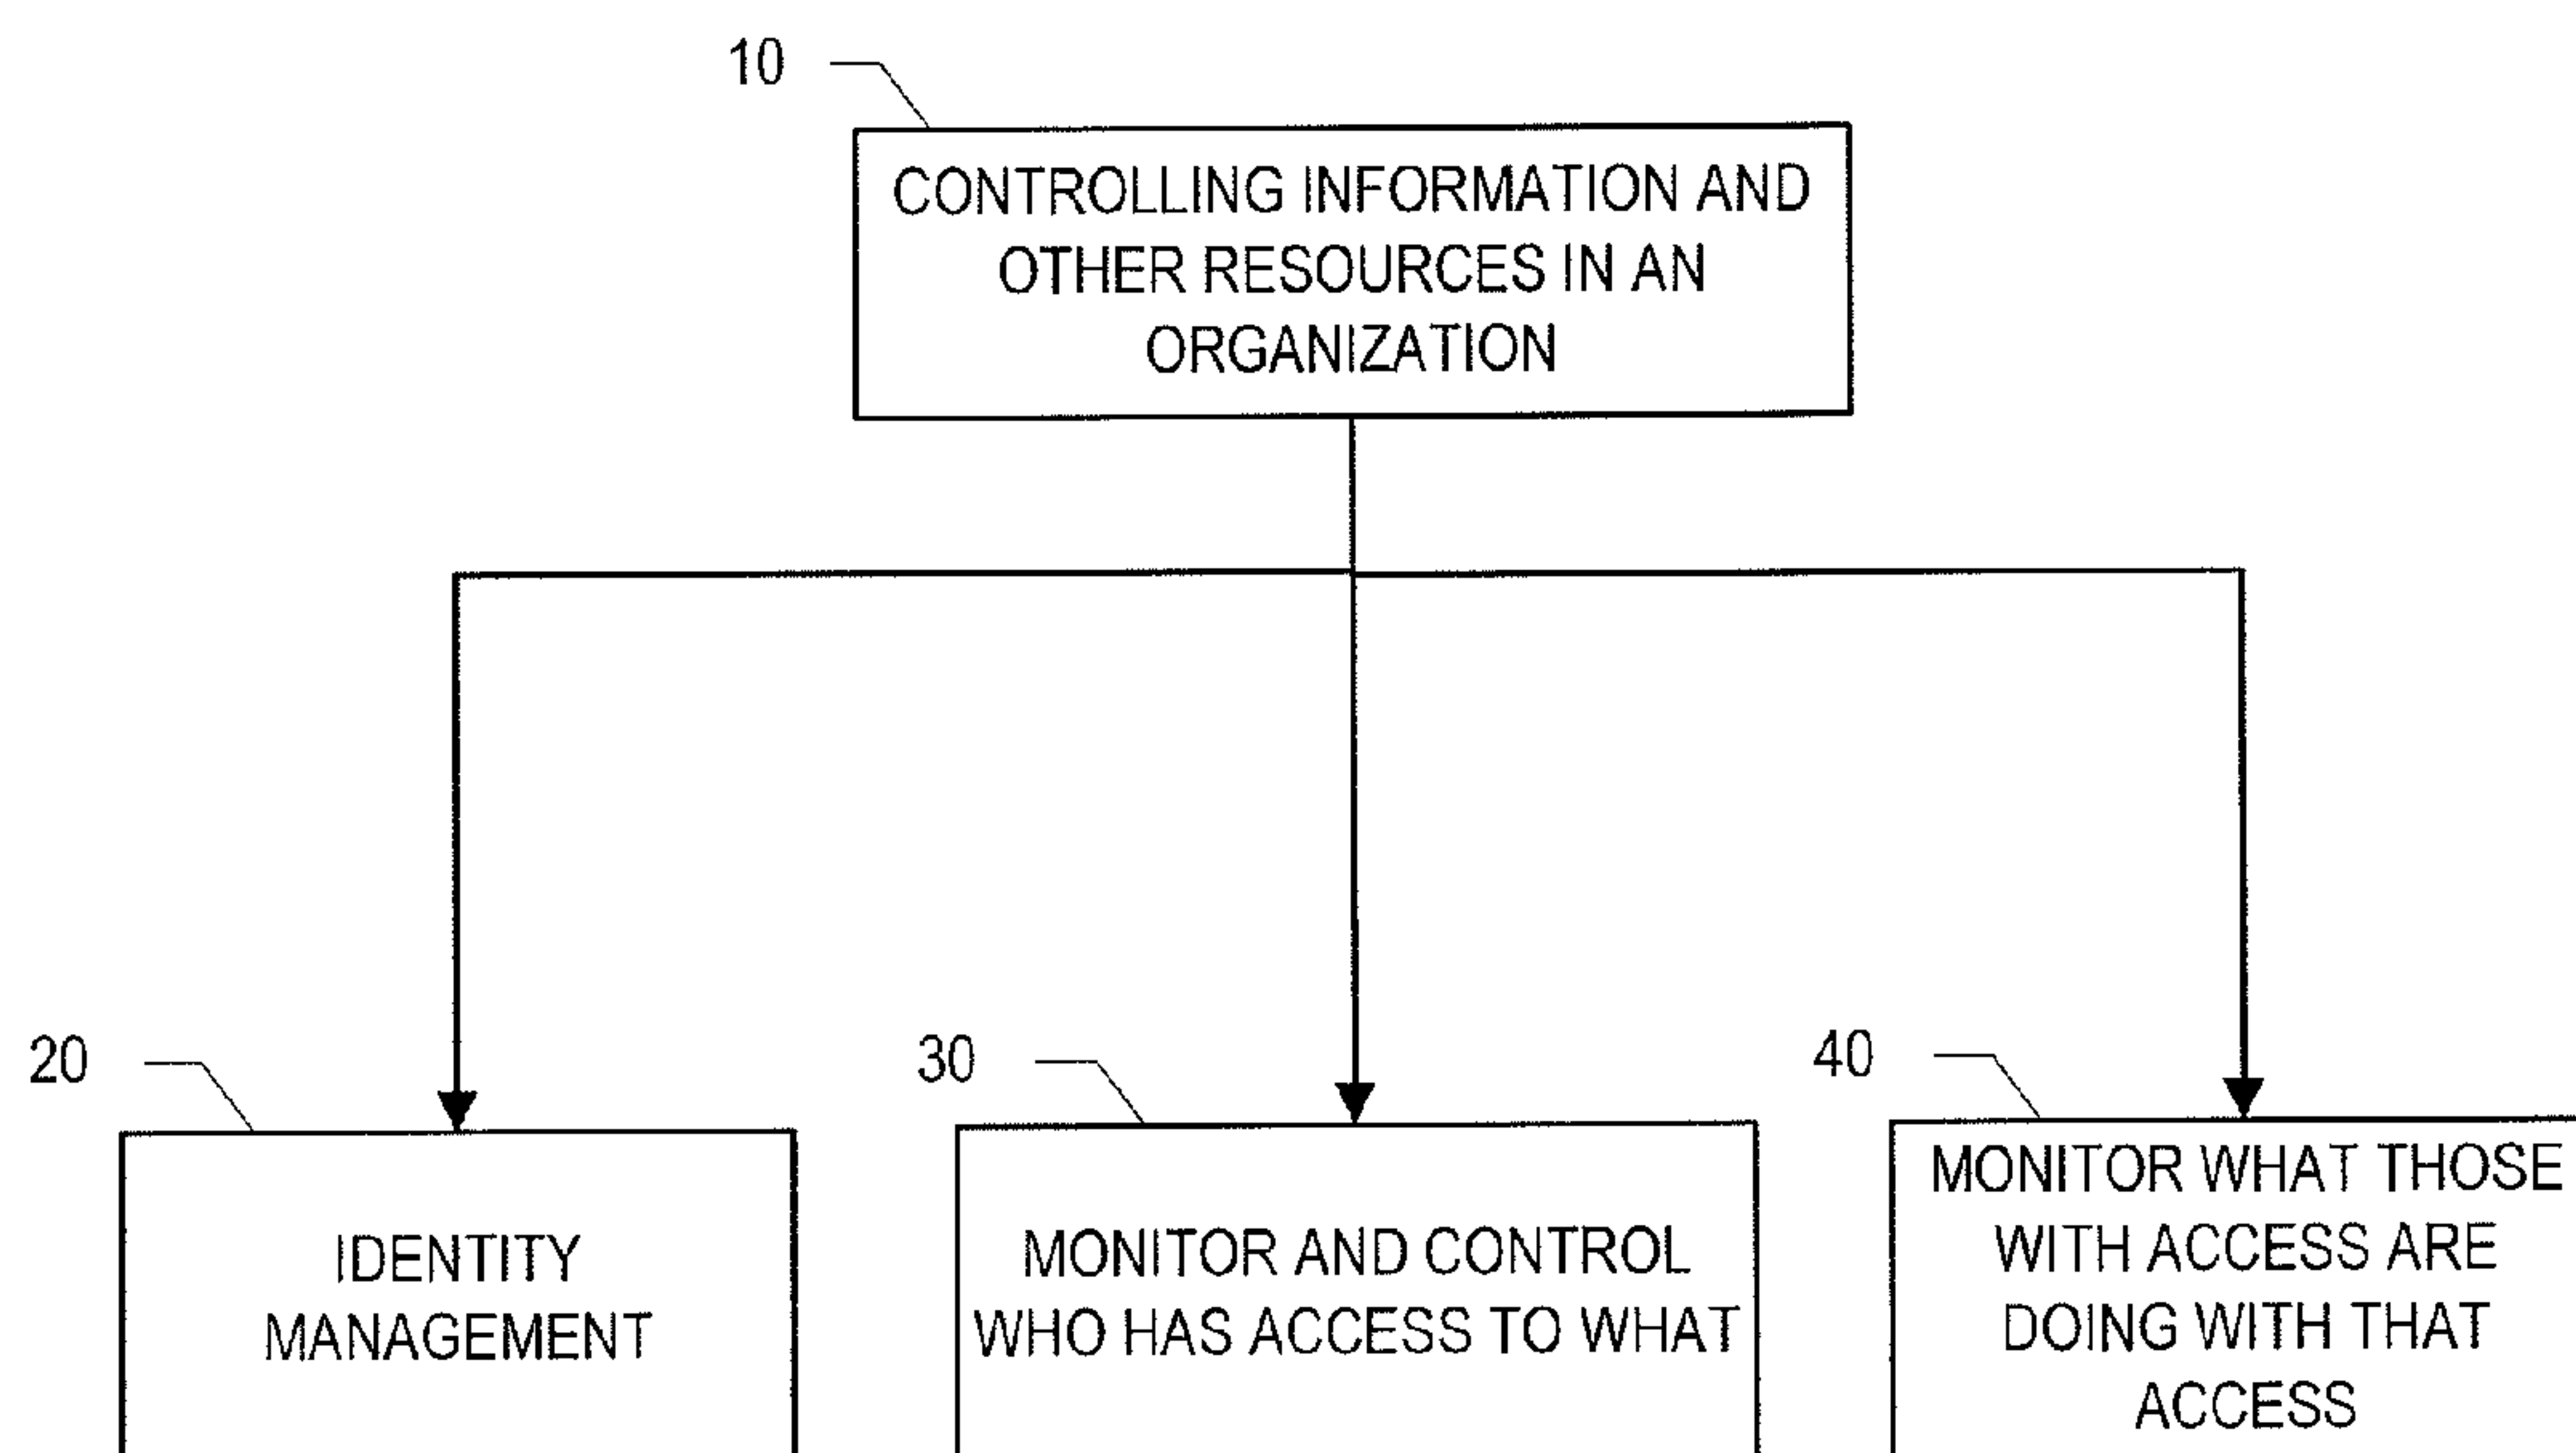 10
CONTROLLING INFORMATION AND
OTHER RESOURCES IN AN
ORGANIZATION
20
IDENTITY
MANAGEMENT
30
MONITOR AND CONTROL
WHO HAS ACCESS TO WHAT
40
MONITOR WHAT THOSE
WITH ACCESS ARE
DOING WITH THAT
ACCESS